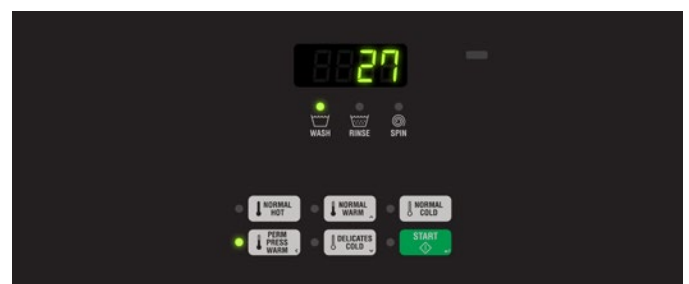 27
WASH RINSE SPIN
NORMAL
HOT
NORMAL
WARM
NORMAL
COLD
PERM
PRESS
WARM
DELICATES
COLD
START